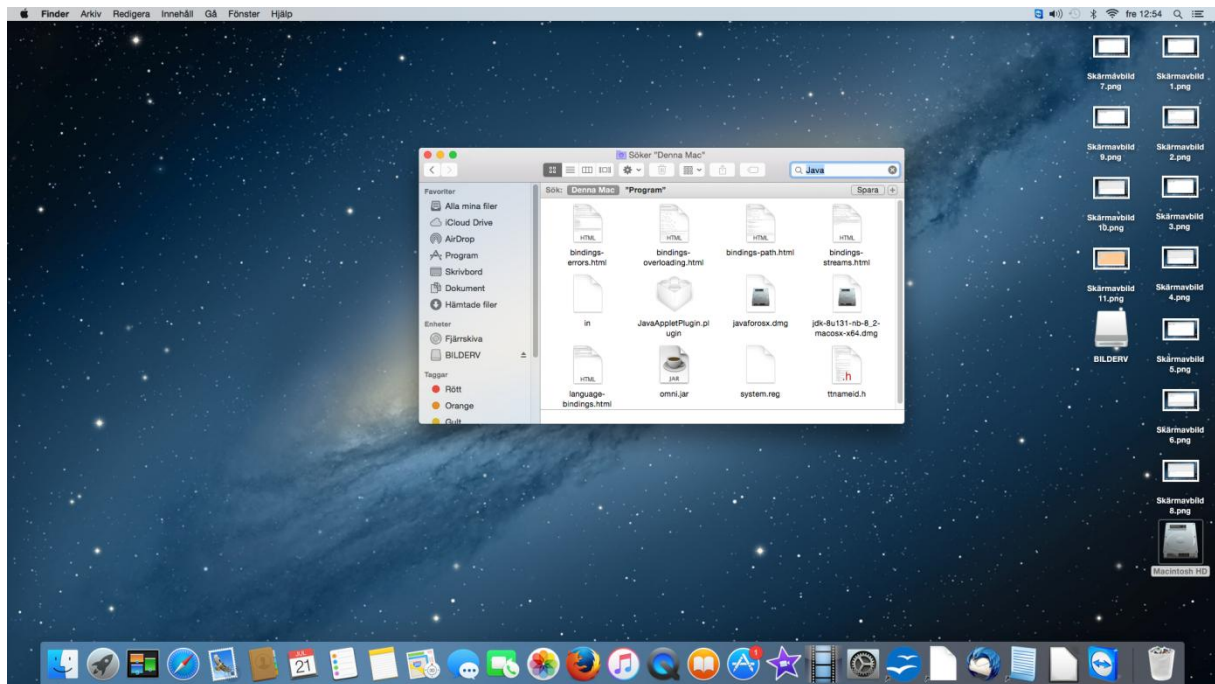 Finder Arkiv Redigera Innehåll Gå Fönster Hjälp
fre 12:54
Söker "Denna Mac"
Java
Favoriter
Alla mina filer
iCloud Drive
AirDrop
Program
Skrivbord
Dokument
Hämtade filer
Enheter
Fjärrskiva
BILDERV
Taggar
Rött
Orange
Gult
Sök: Denna Mac "Program" Spara
HTML HTML HTML HTML
bindings-errors.html
bindings-overloading.html
bindings-path.html
bindings-streams.html
in
JavaAppletPlugin.plugin
javaforosx.dmg
jdk-8u131-nb-8_2-macosx-x64.dmg
HTML JAR .h
language-bindings.html
omni.jar
system.reg
ttnameid.h
Skärmavbild 7.png
Skärmavbild 1.png
Skärmavbild 9.png
Skärmavbild 2.png
Skärmavbild 10.png
Skärmavbild 3.png
Skärmavbild 11.png
Skärmavbild 4.png
BILDERV
Skärmavbild 5.png
Skärmavbild 6.png
Skärmavbild 8.png
Macintosh HD
JUL
21
1